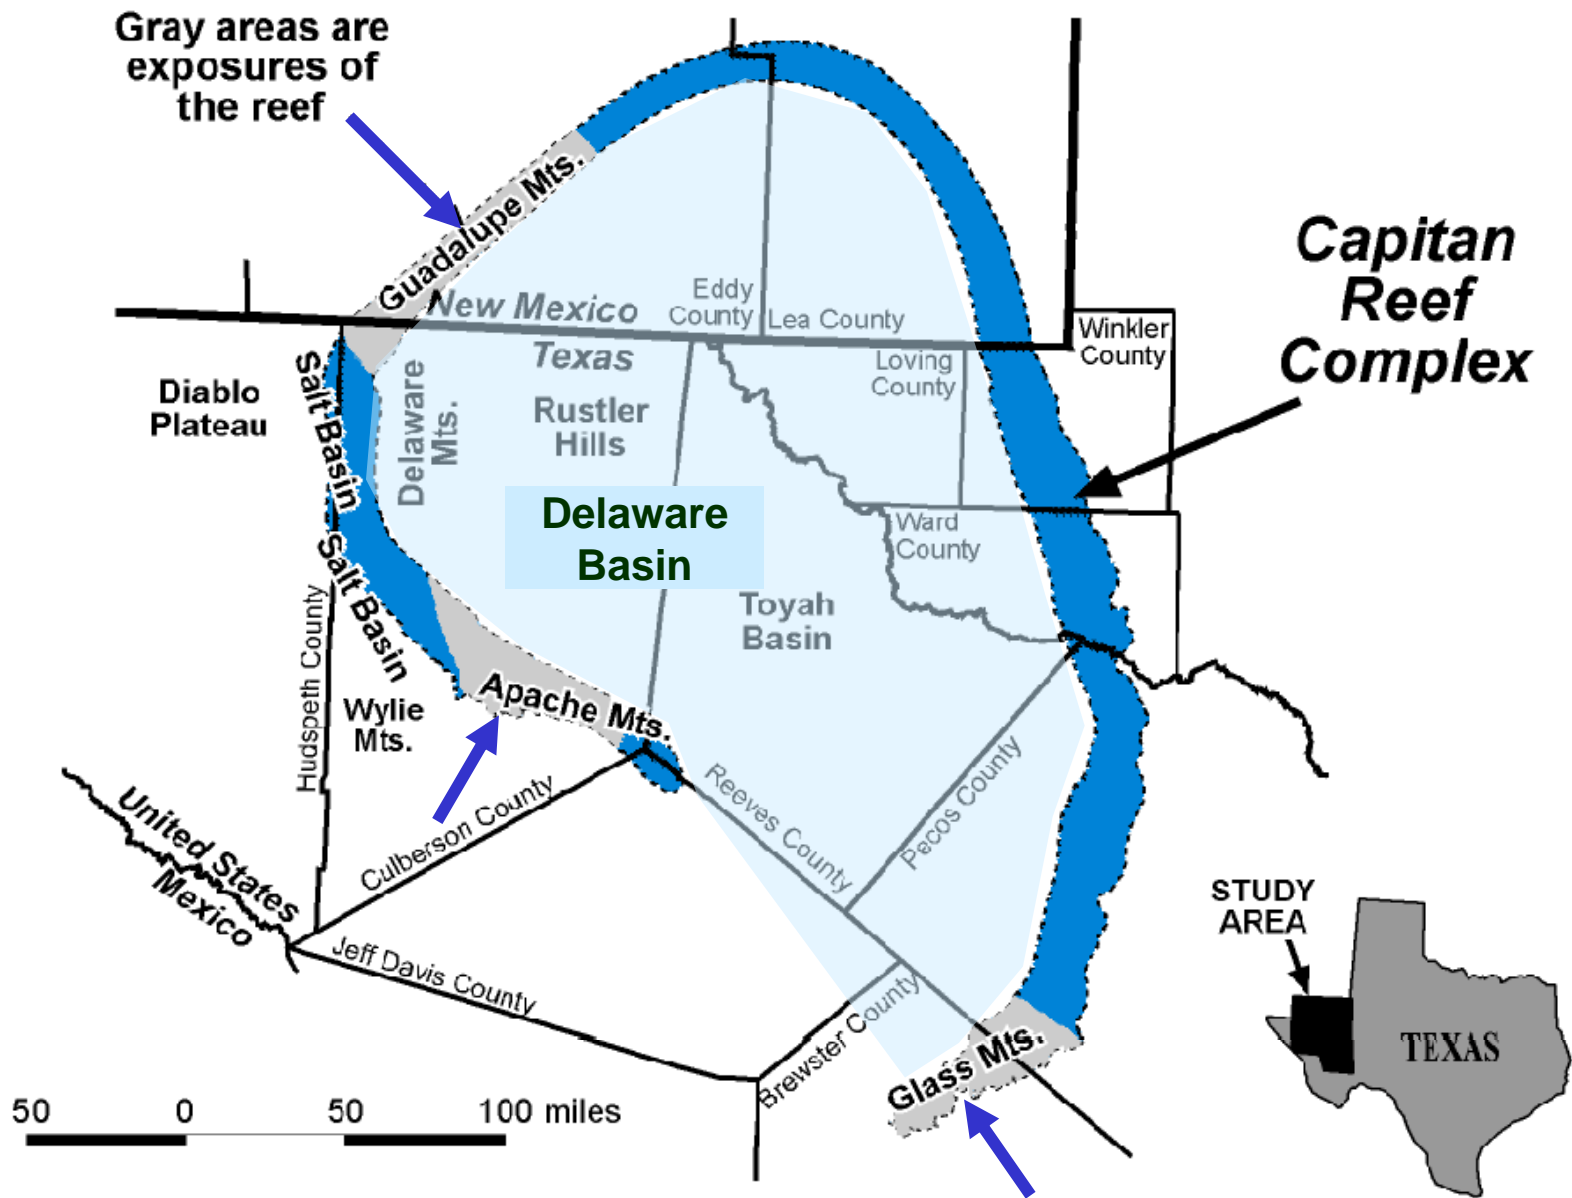 Gray areas are
exposures of
the reef
Guadalupe Mts.
New Mexico
Eddy
County
Lea County
Texas
Capitan
Reef
Complex
Winkler
County
Loving
County
Diablo
Plateau
Salt Basin
Delaware
Mts.
Rustler
Hills
Delaware
Basin
Ward
County
Salt Basin
Toyah
Basin
Hudspeth County
Wylie
Mts.
Apache Mts.
Reeves County
Pecos County
Culberson County
United States
Mexico
Jeff Davis County
Brewster County
Glass Mts.
STUDY
AREA
TEXAS
50 0 50 100 miles